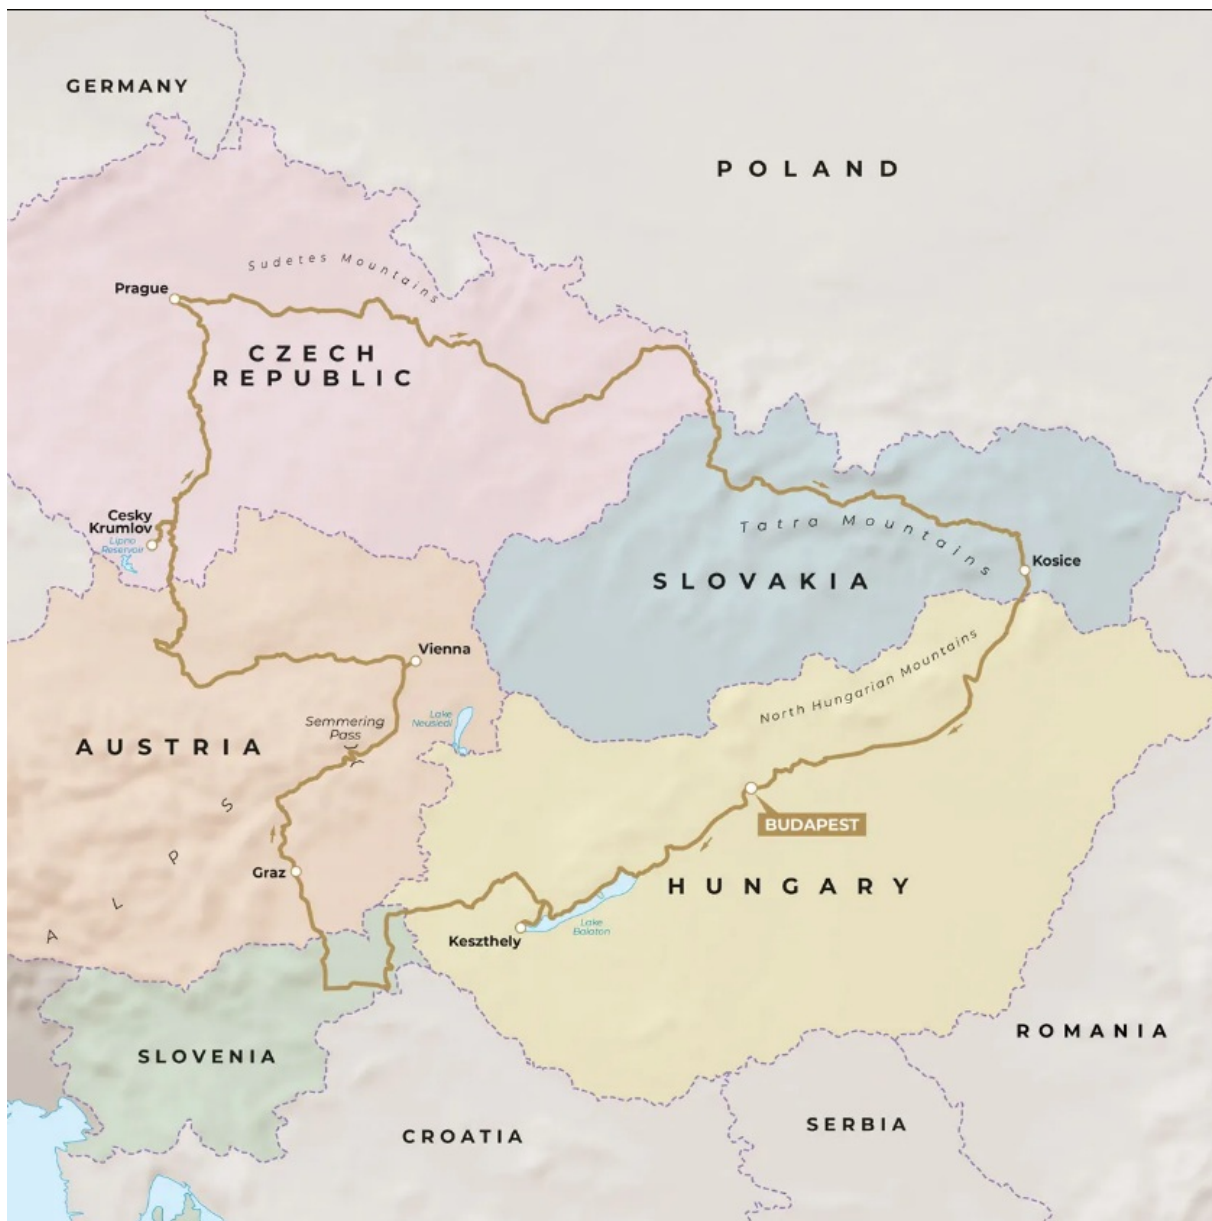 GERMANY
POLAND
Sudetes Mountains
Prague
CZECH
REPUBLIC
Cesky
Krumlov
Lipno
Reservoir
Tatra Mountains
Kosice
SLOVAKIA
North Hungarian Mountains
Vienna
Lake
Neusiedl
Semmering
Pass
AUSTRIA
ALPS
BUDAPEST
Graz
HUNGARY
Lake
Balaton
Keszthely
ROMANIA
SLOVENIA
CROATIA
SERBIA